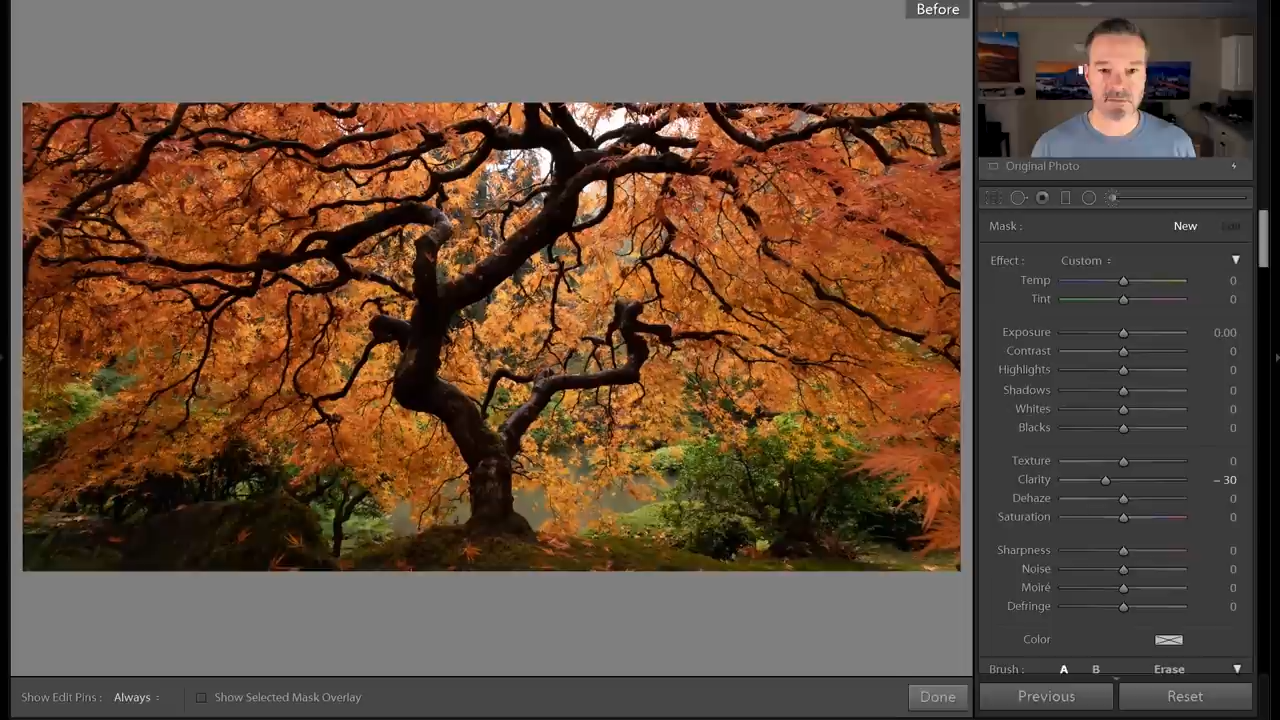 Before
Original Photo
Mask : New
Effect : Custom
Temp 0
Tint 0
Exposure 0.00
Contrast 0
Highlights 0
Shadows 0
Whites 0
Blacks 0
Texture 0
Clarity – 30
Dehaze 0
Saturation 0
Sharpness 0
Noise 0
Moiré 0
Defringe 0
Color
Brush : A B Erase
Previous Reset
Show Edit Pins : Always Show Selected Mask Overlay Done